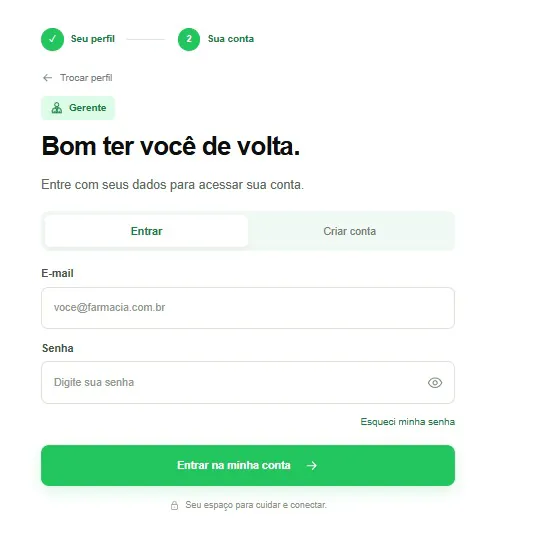 Seu perfil
2 Sua conta
← Trocar perfil
Gerente
Bom ter você de volta.
Entre com seus dados para acessar sua conta.
Entrar
Criar conta
E-mail
voce@farmacia.com.br
Senha
Digite sua senha
Esqueci minha senha
Entrar na minha conta →
Seu espaço para cuidar e conectar.